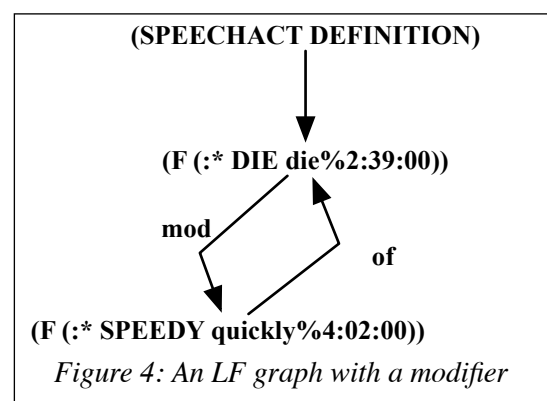 (SPEECHACT DEFINITION)
(F (:* DIE die%2:39:00))
mod
of
(F (:* SPEEDY quickly%4:02:00))
Figure 4: An LF graph with a modifier